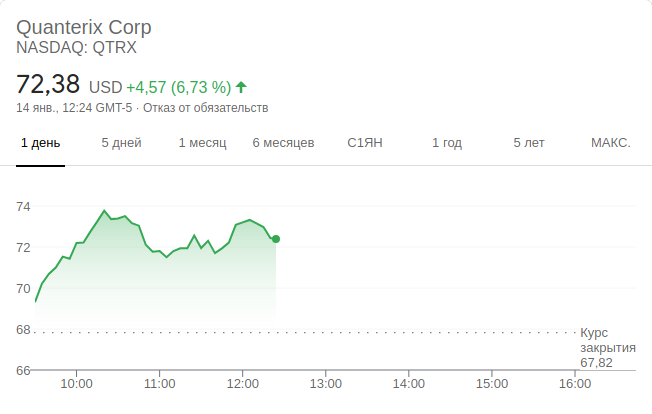 Quanterix Corp
NASDAQ: QTRX
72,38 USD +4,57 (6,73 %)
14 янв., 12:24 GMT-5 · Отказ от обязательств
1 день 5 дней 1 месяц 6 месяцев С1ЯН 1 год 5 лет МАКС.
74
72
70
68
Курс
закрытия
67,82
66
10:00 11:00 12:00 13:00 14:00 15:00 16:00